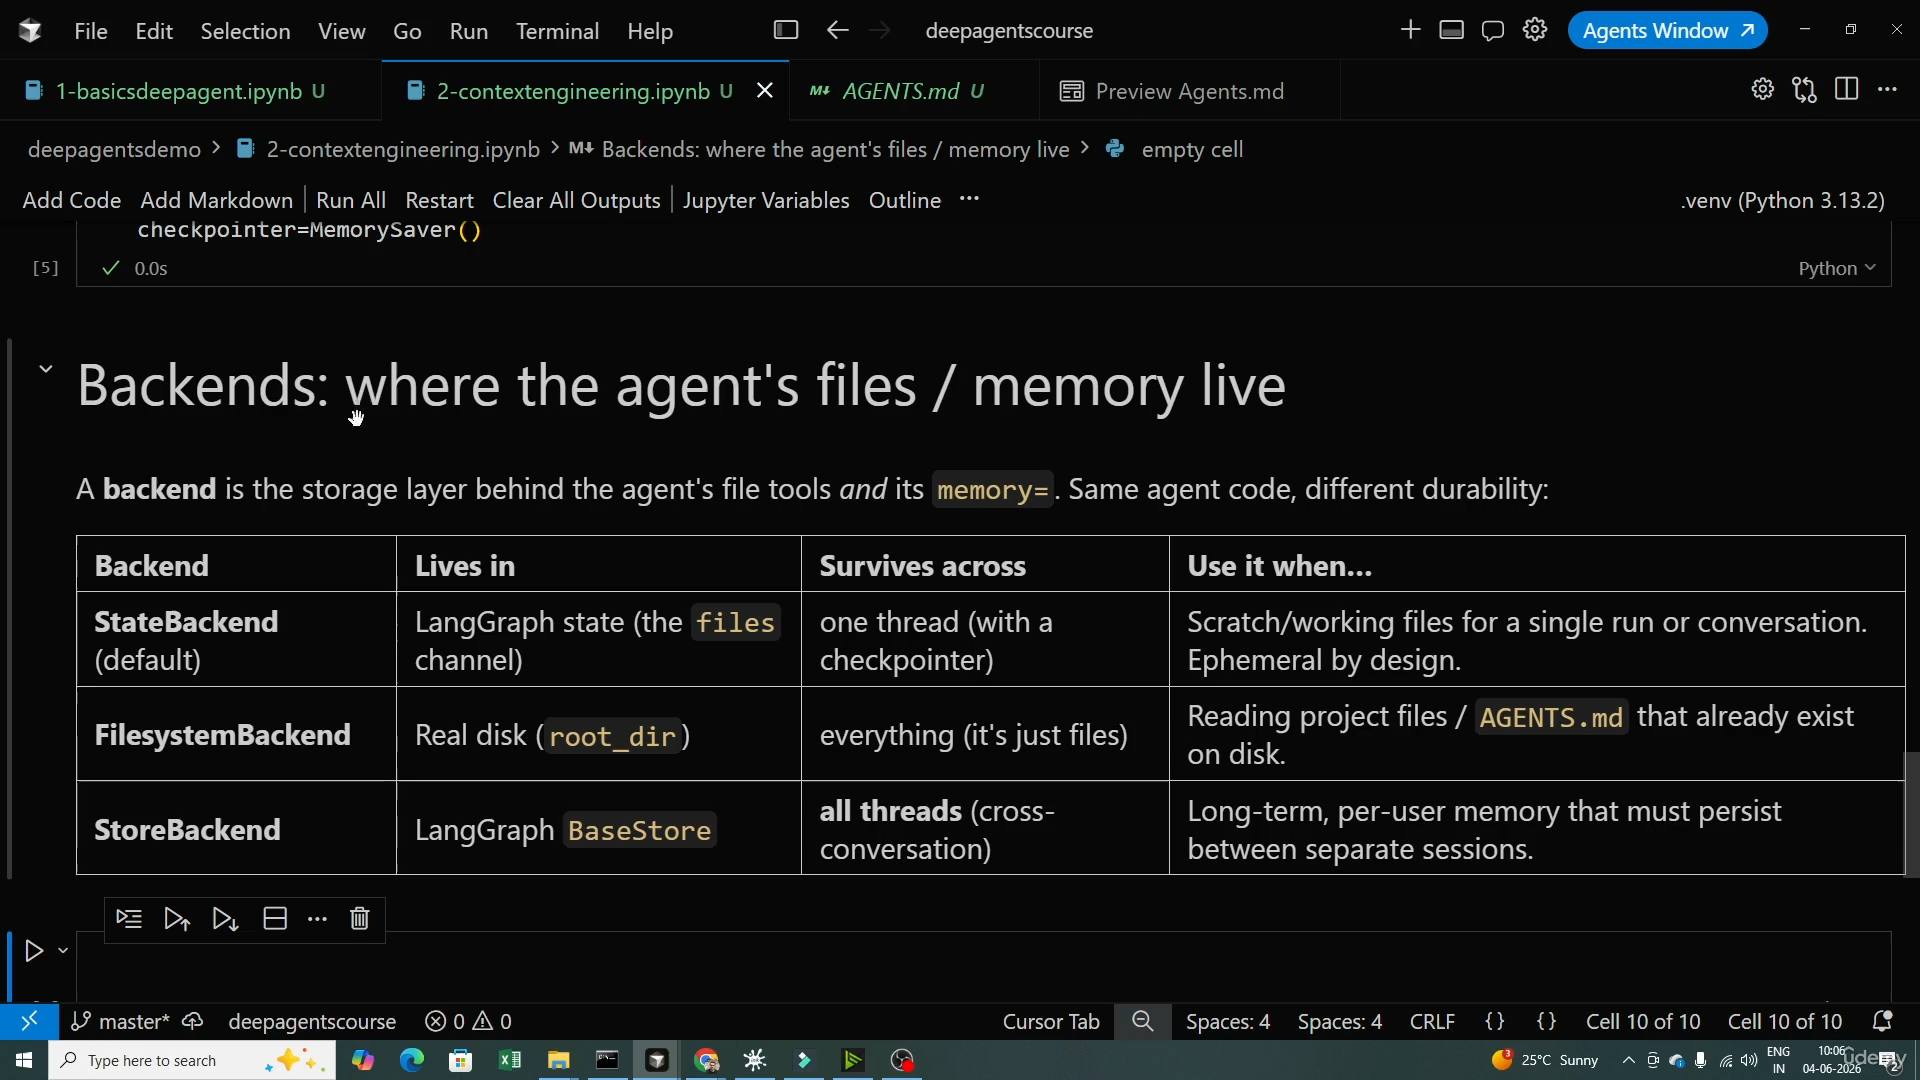 File Edit Selection View Go Run Terminal Help deepagentscourse Agents Window
1-basicsdeepagent.ipynb U 2-contextengineering.ipynb U AGENTS.md U Preview Agents.md
deepagentsdemo > 2-contextengineering.ipynb > M↓ Backends: where the agent's files / memory live > empty cell
Add Code Add Markdown Run All Restart Clear All Outputs Jupyter Variables Outline ... .venv (Python 3.13.2)
checkpointer=MemorySaver()
[5] 0.0s Python
Backends: where the agent's files / memory live
A backend is the storage layer behind the agent's file tools and its memory=. Same agent code, different durability:
Backend Lives in Survives across Use it when...
StateBackend LangGraph state (the files one thread (with a Scratch/working files for a single run or conversation.
(default) channel) checkpointer) Ephemeral by design.
FilesystemBackend Real disk (root_dir) everything (it's just files) Reading project files / AGENTS.md that already exist
on disk.
StoreBackend LangGraph BaseStore all threads (cross- Long-term, per-user memory that must persist
conversation) between separate sessions.
master* deepagentscourse 0 0 Cursor Tab Spaces: 4 Spaces: 4 CRLF {} {} Cell 10 of 10 Cell 10 of 10
Type here to search 3 25°C Sunny ENG 10:06
IN 04-06-2026 2
udemy